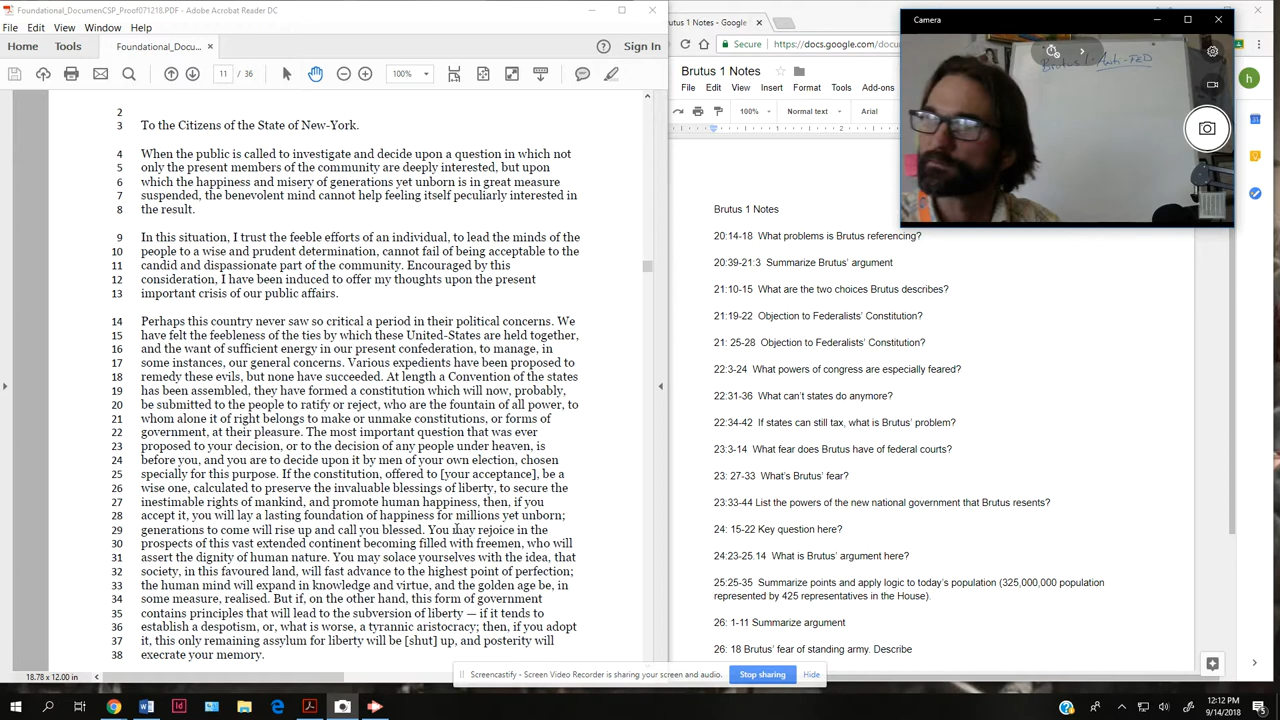 Foundational_DocumenCSP_Proof071218.PDF - Adobe Acrobat Reader DC
File Edit View Window Help
Home Tools Foundational_Docu... × Sign In
11 / 36 100%
2
3 To the Citizens of the State of New-York.
4 When the public is called to investigate and decide upon a question in which not
5 only the present members of the community are deeply interested, but upon
6 which the happiness and misery of generations yet unborn is in great measure
7 suspended, the benevolent mind cannot help feeling itself peculiarly interested in
8 the result.
9 In this situation, I trust the feeble efforts of an individual, to lead the minds of the
10 people to a wise and prudent determination, cannot fail of being acceptable to the
11 candid and dispassionate part of the community. Encouraged by this
12 consideration, I have been induced to offer my thoughts upon the present
13 important crisis of our public affairs.
14 Perhaps this country never saw so critical a period in their political concerns. We
15 have felt the feebleness of the ties by which these United-States are held together,
16 and the want of sufficient energy in our present confederation, to manage, in
17 some instances, our general concerns. Various expedients have been proposed to
18 remedy these evils, but none have succeeded. At length a Convention of the states
19 has been assembled, they have formed a constitution which will now, probably,
20 be submitted to the people to ratify or reject, who are the fountain of all power, to
21 whom alone it of right belongs to make or unmake constitutions, or forms of
22 government, at their pleasure. The most important question that was ever
23 proposed to your decision, or to the decision of any people under heaven, is
24 before you, and you are to decide upon it by men of your own election, chosen
25 specially for this purpose. If the constitution, offered to [your acceptance], be a
26 wise one, calculated to preserve the invaluable blessings of liberty, to secure the
27 inestimable rights of mankind, and promote human happiness, then, if you
28 accept it, you will lay a lasting foundation of happiness for millions yet unborn;
29 generations to come will rise up and call you blessed. You may rejoice in the
30 prospects of this vast extended continent becoming filled with freemen, who will
31 assert the dignity of human nature. You may solace yourselves with the idea, that
32 society, in this favoured land, will fast advance to the highest point of perfection;
33 the human mind will expand in knowledge and virtue, and the golden age be, in
34 some measure, realised. But if, on the other hand, this form of government
35 contains principles that will lead to the subversion of liberty — if it tends to
36 establish a despotism, or, what is worse, a tyrannic aristocracy; then, if you adopt
37 it, this only remaining assylum for liberty will be [shut] up, and posterity will
38 execrate your memory.
13.00 x 12.00 in
rutus 1 Notes - Google
Secure https://docs.google.com/docu
Brutus 1 Notes
File Edit View Insert Format Tools Add-ons
100% Normal text Arial
1 2
Camera
Brutus 1 · Anti-FED
h
Brutus 1 Notes
20:14-18 What problems is Brutus referencing?
20:39-21:3 Summarize Brutus' argument
21:10-15 What are the two choices Brutus describes?
21:19-22 Objection to Federalists' Constitution?
21: 25-28 Objection to Federalists' Constitution?
22:3-24 What powers of congress are especially feared?
22:31-36 What can't states do anymore?
22:34-42 If states can still tax, what is Brutus' problem?
23:3-14 What fear does Brutus have of federal courts?
23: 27-33 What's Brutus' fear?
23:33-44 List the powers of the new national government that Brutus resents?
24: 15-22 Key question here?
24:23-25.14 What is Brutus' argument here?
25:25-35 Summarize points and apply logic to today's population (325,000,000 population
represented by 425 representatives in the House).
26: 1-11 Summarize argument
26: 18 Brutus' fear of standing army. Describe
Screencastify - Screen Video Recorder is sharing your screen and audio. Stop sharing Hide
12:12 PM
9/14/2018